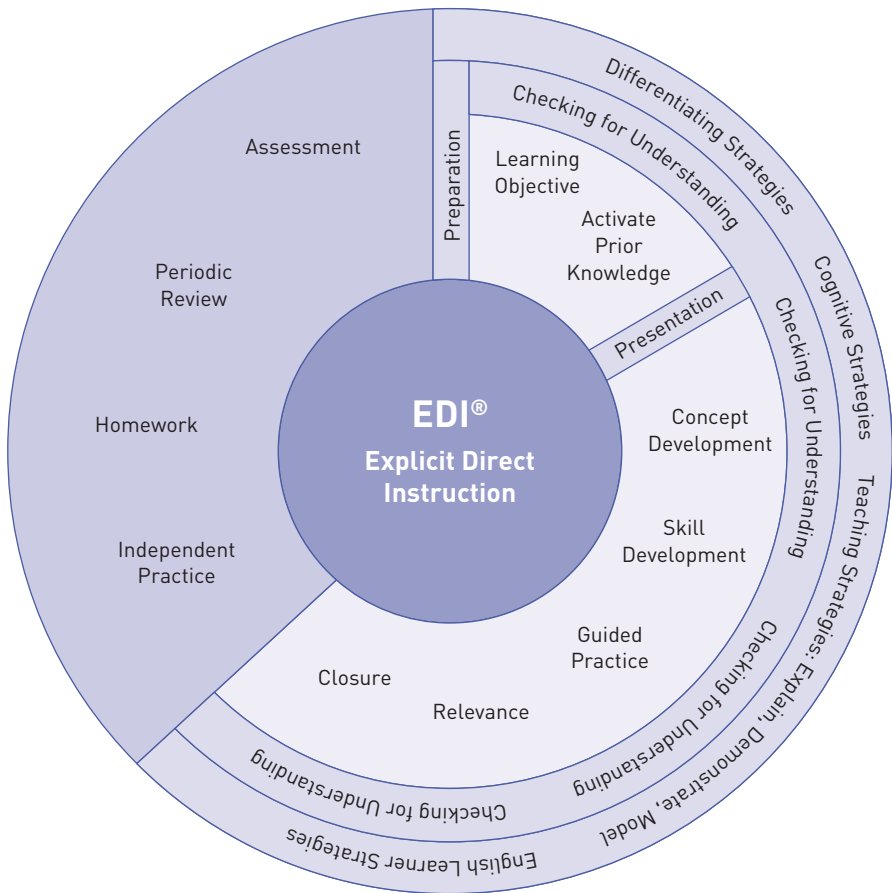 Differentiating Strategies
Cognitive Strategies
Teaching Strategies: Explain, Demonstrate, Model
English Learner Strategies
Checking for Understanding
Checking for Understanding
Checking for Understanding
Checking for Understanding
Preparation
Learning
Objective
Activate
Prior
Knowledge
Presentation
Concept
Development
Skill
Development
Guided
Practice
Relevance
Closure
Independent
Practice
Homework
Periodic
Review
Assessment
EDI®
Explicit Direct
Instruction